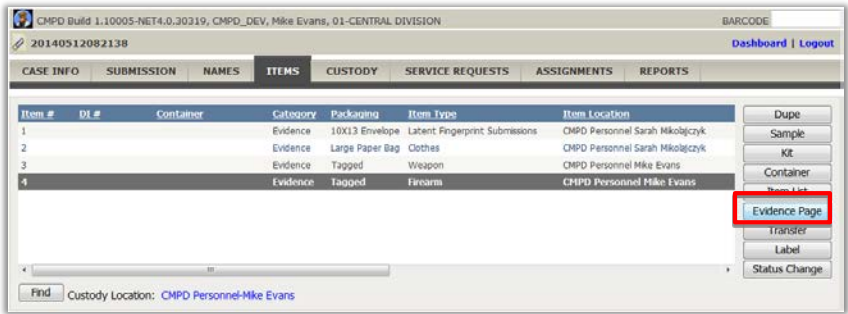 CMPD Build 1.10005-NET4.0.30319, CMPD_DEV, Mike Evans, 01-CENTRAL DIVISION BARCODE
20140512082138 Dashboard | Logout
CASE INFO SUBMISSION NAMES ITEMS CUSTODY SERVICE REQUESTS ASSIGNMENTS REPORTS
Item # DI # Container Category Packaging Item Type Item Location
1 Evidence 10X13 Envelope Latent Fingerprint Submissions CMPD Personnel Sarah Mikolajczyk
2 Evidence Large Paper Bag Clothes CMPD Personnel Sarah Mikolajczyk
3 Evidence Tagged Weapon CMPD Personnel Mike Evans
4 Evidence Tagged Firearm CMPD Personnel Mike Evans
Dupe
Sample
Kit
Container
Item List
Evidence Page
Transfer
Label
Status Change
Find Custody Location: CMPD Personnel-Mike Evans